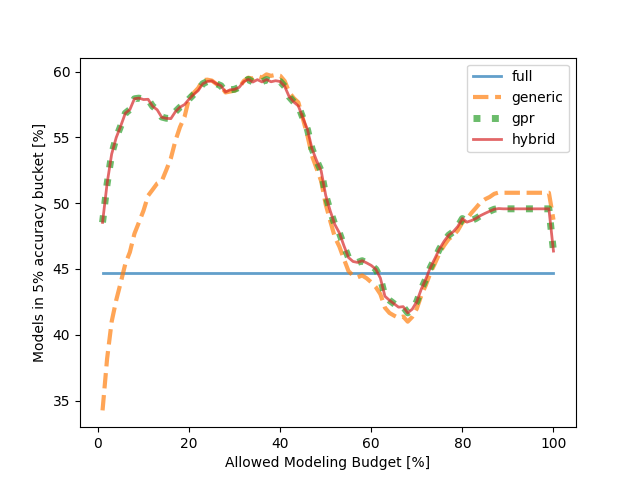 60
55
50
45
40
35
0
20
40
60
80
100
Models in 5% accuracy bucket [%]
Allowed Modeling Budget [%]
full
generic
gpr
hybrid